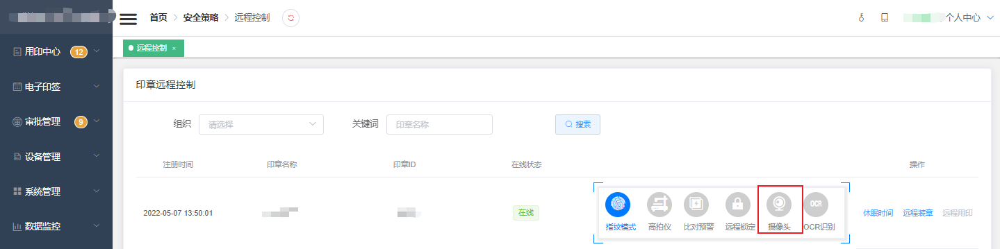 首页 安全策略 远程控制 个人中心
用印中心 12
电子印签
审批管理 9
设备管理
系统管理
数据监控
远程控制 ×
印章远程控制
组织 请选择 关键词 印章名称 搜索
注册时间 印章名称 印章ID 在线状态 操作
2022-05-07 13:50:01 在线 休眠时间 远程装章 远程用印
OCR
指纹模式 高拍仪 比对预警 远程锁定 摄像头 OCR识别